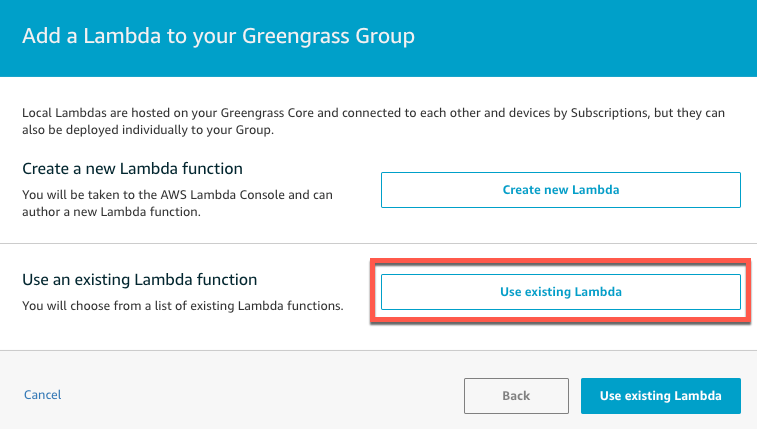 Add a Lambda to your Greengrass Group
Local Lambdas are hosted on your Greengrass Core and connected to each other and devices by Subscriptions, but they can
also be deployed individually to your Group.
Create a new Lambda function
You will be taken to the AWS Lambda Console and can
author a new Lambda function.
Create new Lambda
Use an existing Lambda function
You will choose from a list of existing Lambda functions.
Use existing Lambda
Cancel
Back
Use existing Lambda